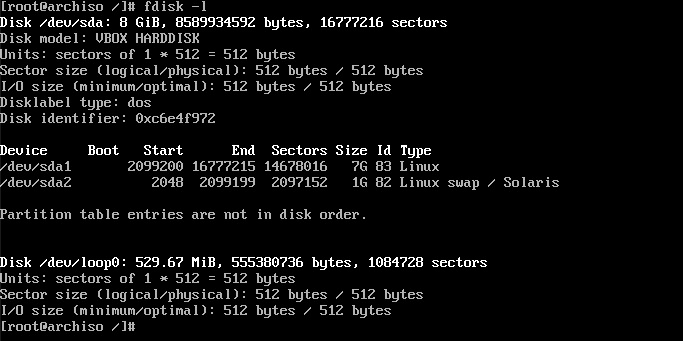 [root@archiso /]# fdisk -l
Disk /dev/sda: 8 GiB, 8589934592 bytes, 16777216 sectors
Disk model: VBOX HARDDISK
Units: sectors of 1 * 512 = 512 bytes
Sector size (logical/physical): 512 bytes / 512 bytes
I/O size (minimum/optimal): 512 bytes / 512 bytes
Disklabel type: dos
Disk identifier: 0xc6e4f972
Device     Boot   Start      End  Sectors Size Id Type
/dev/sda1       2099200 16777215 14678016   7G 83 Linux
/dev/sda2          2048  2099199  2097152   1G 82 Linux swap / Solaris
Partition table entries are not in disk order.
Disk /dev/loop0: 529.67 MiB, 555380736 bytes, 1084728 sectors
Units: sectors of 1 * 512 = 512 bytes
Sector size (logical/physical): 512 bytes / 512 bytes
I/O size (minimum/optimal): 512 bytes / 512 bytes
[root@archiso /]#